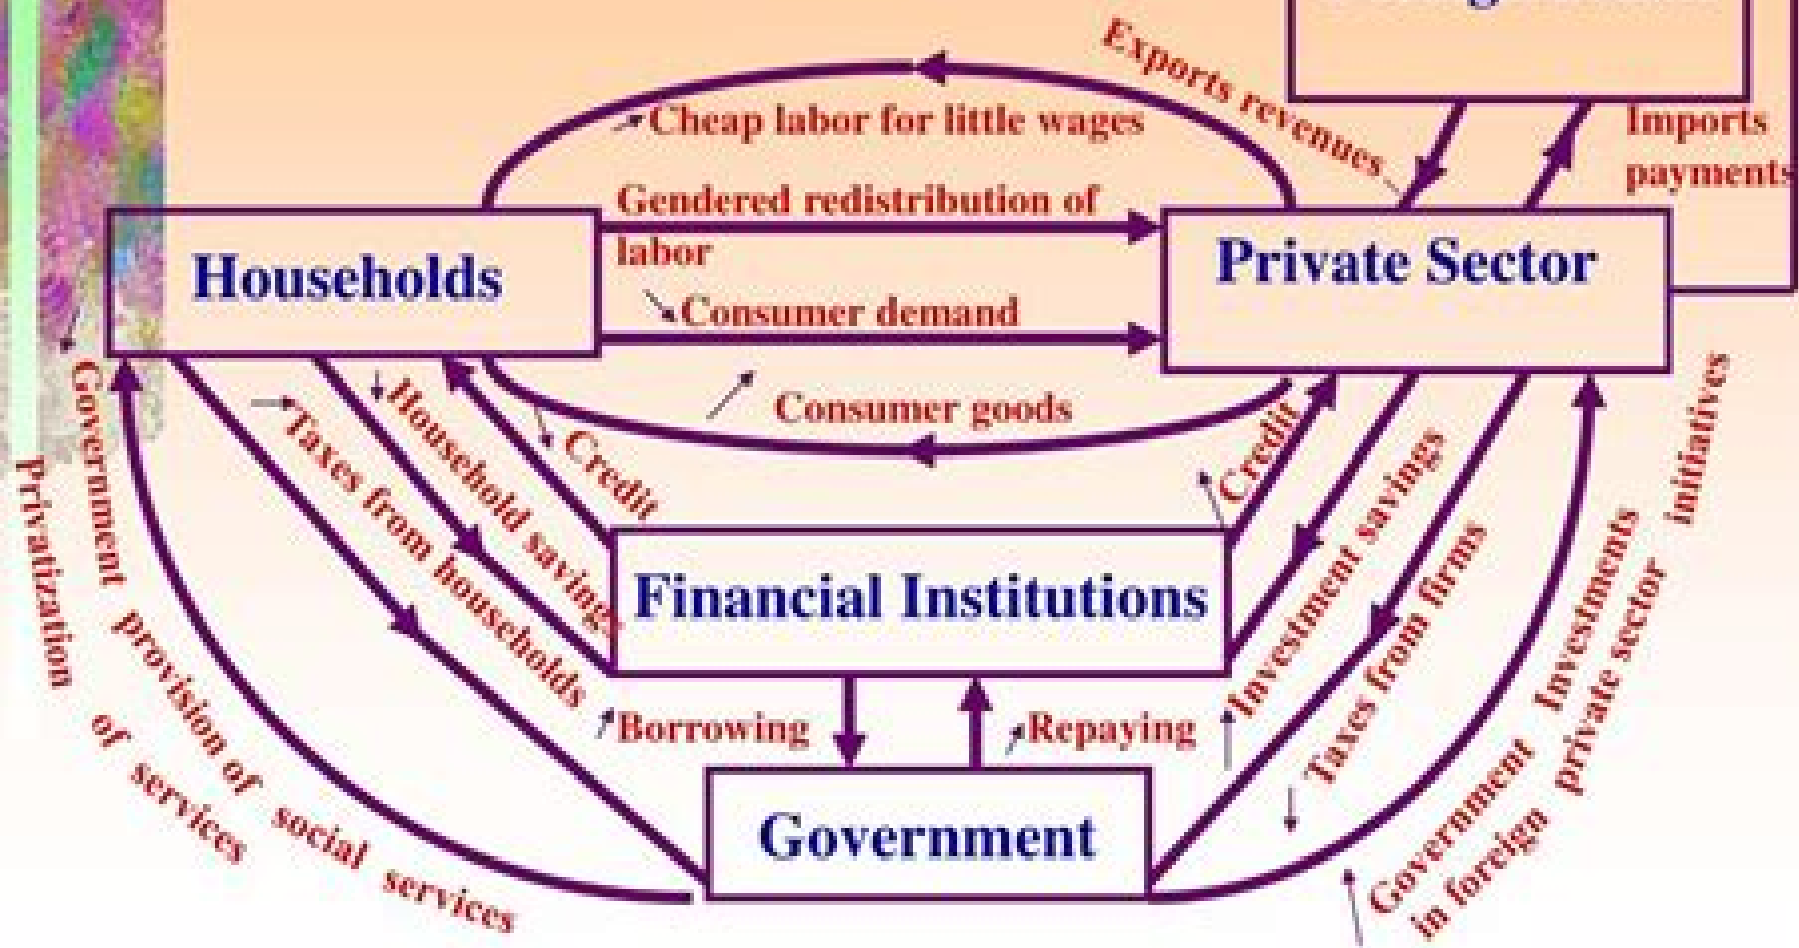 Exports revenues
Cheap labor for little wages
Imports
payments
Gendered redistribution of
labor
Households
Private Sector
Consumer demand
Consumer goods
Government provision of social services
Privatization of services
Taxes from households
Household savings
Credit
Credit
Investment savings
Taxes from firms
Government Investments
in foreign private sector initiatives
Financial Institutions
Borrowing
Repaying
Government